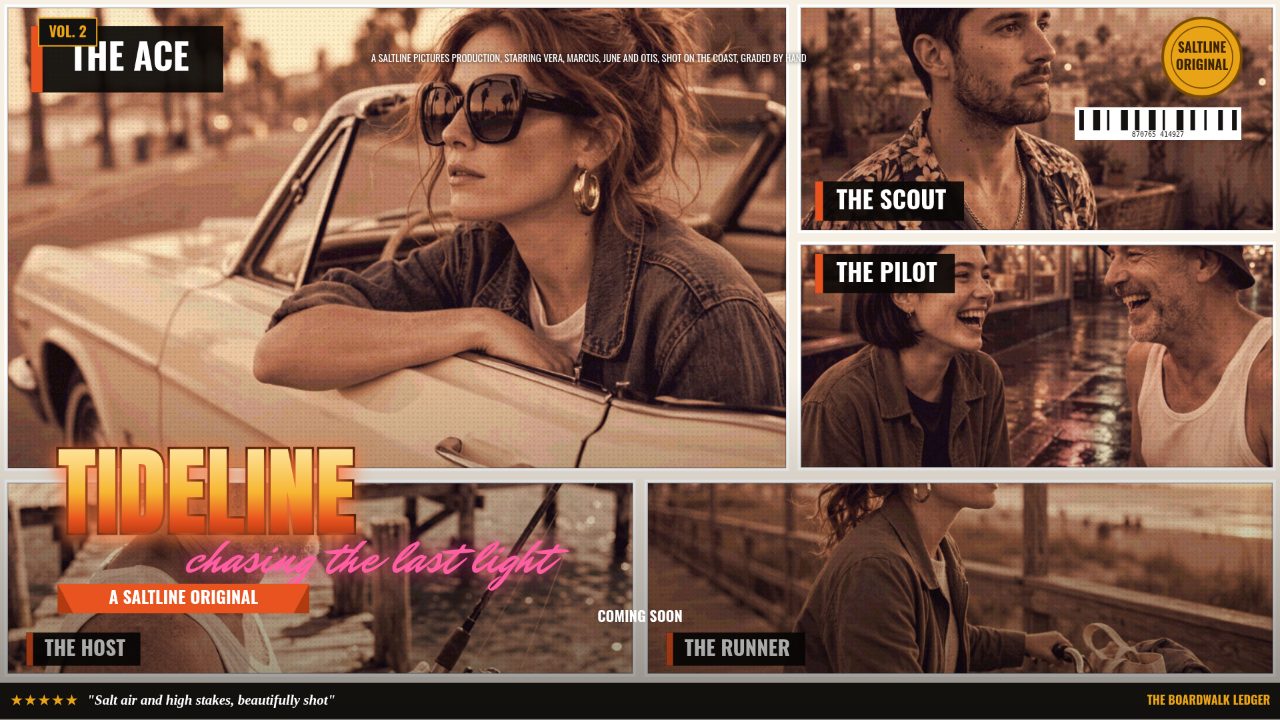 VOL. 2
THE ACE
A SALTLINE PICTURES PRODUCTION, STARRING VERA, MARCUS, JUNE AND OTIS, SHOT ON THE COAST, GRADED BY HAND
SALTLINE
ORIGINAL
870765 414927
THE SCOUT
THE PILOT
TIDELINE
chasing the last light
A SALTLINE ORIGINAL
COMING SOON
THE HOST
THE RUNNER
★★★★★ "Salt air and high stakes, beautifully shot"
THE BOARDWALK LEDGER